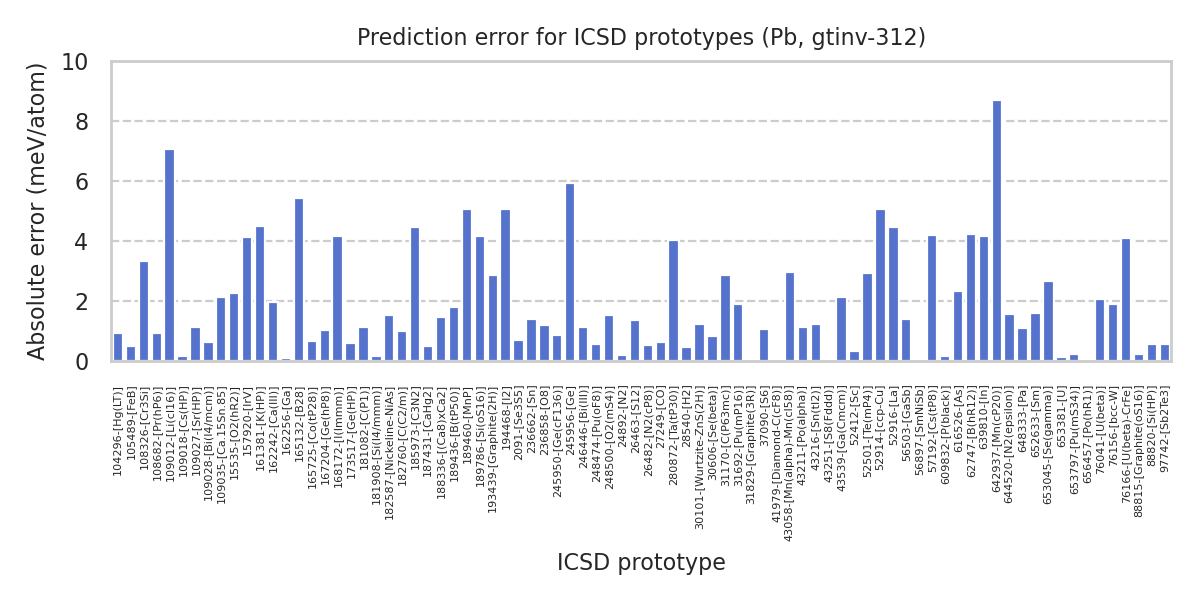 Prediction error for ICSD prototypes (Pb, gtinv-312)
Absolute error (meV/atom)
10
8
6
4
2
0
104296-[Hg(LT)]
105489-[FeB]
108326-[Cr3Si]
108682-[Pr(hP6)]
109012-[Li(cI16)]
109018-[Cs(HP)]
109027-[Sr(HP)]
109028-[Bi(I4/mcm)]
109035-[Ca.15Sn.85]
15535-[O2(hR2)]
157920-[IrV]
161381-[K(HP)]
162242-[Ca(III)]
162256-[Ga]
165132-[B28]
165725-[Co(tP28)]
167204-[Ge(hP8)]
168172-[I(Immm)]
173517-[Ge(HP)]
181082-[C(P1)]
181908-[Si(I4/mmm)]
182587-[Nickeline-NiAs]
182760-[C(C2/m)]
185973-[C3N2]
187431-[CaHg2]
188336-[(Ca8)xCa2]
189436-[B(tP50)]
189460-[MnP]
189786-[Si(oS16)]
193439-[Graphite(2H)]
194468-[I2]
2091-[Se3S5]
236662-[Sn]
236858-[O8]
245950-[Ge(cF136)]
245956-[Ge]
246446-[Bi(III)]
248474-[Pu(oF8)]
248500-[O2(mS4)]
24892-[N2]
26463-[S12]
26482-[N2(cP8)]
27249-[CO]
280872-[Ta(tP30)]
28540-[H2]
30101-[Wurtzite-ZnS(2H)]
30606-[Se(beta)]
31170-[C(P63mc)]
31692-[Pu(mP16)]
31829-[Graphite(3R)]
37090-[S6]
41979-[Diamond-C(cF8)]
43058-[Mn(alpha)-Mn(cI58)]
43211-[Po(alpha)]
43216-[Sn(tI2)]
43251-[S8(Fddd)]
43539-[Ga(Cmcm)]
52412-[Sc]
52501-[Te(mP4)]
52914-[ccp-Cu]
52916-[La]
56503-[GaSb]
56897-[SmNiSb]
57192-[Cs(tP8)]
609832-[P(black)]
616526-[As]
62747-[B(hR12)]
639810-[In]
642937-[Mn(cP20)]
644520-[N2(epsilon)]
648333-[Pa]
652633-[Sm]
653045-[Se(gamma)]
653381-[U]
653797-[Pu(mS34)]
656457-[Po(hR1)]
76041-[U(beta)]
76156-[bcc-W]
76166-[U(beta)-CrFe]
88815-[Graphite(oS16)]
88820-[Si(HP)]
97742-[Sb2Te3]
ICSD prototype